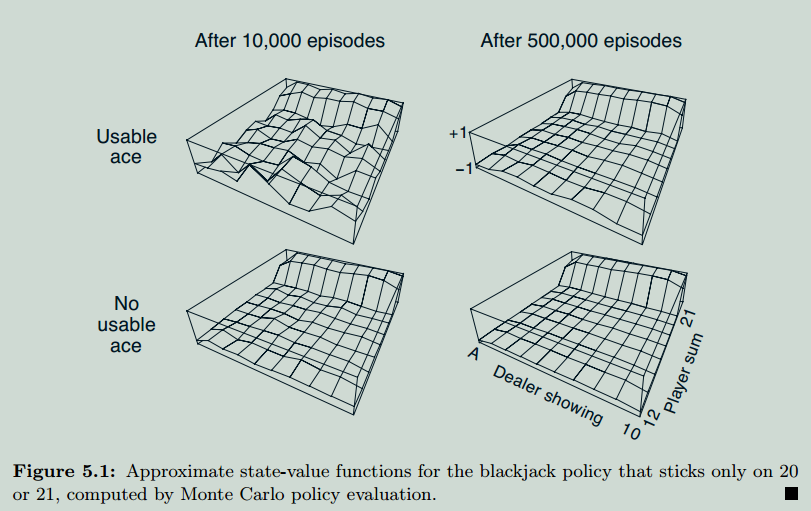 After 10,000 episodes
After 500,000 episodes
Usable
ace
+1
−1
No
usable
ace
A
Dealer showing
10
12
Player sum
21
Figure 5.1: Approximate state-value functions for the blackjack policy that sticks only on 20
or 21, computed by Monte Carlo policy evaluation.